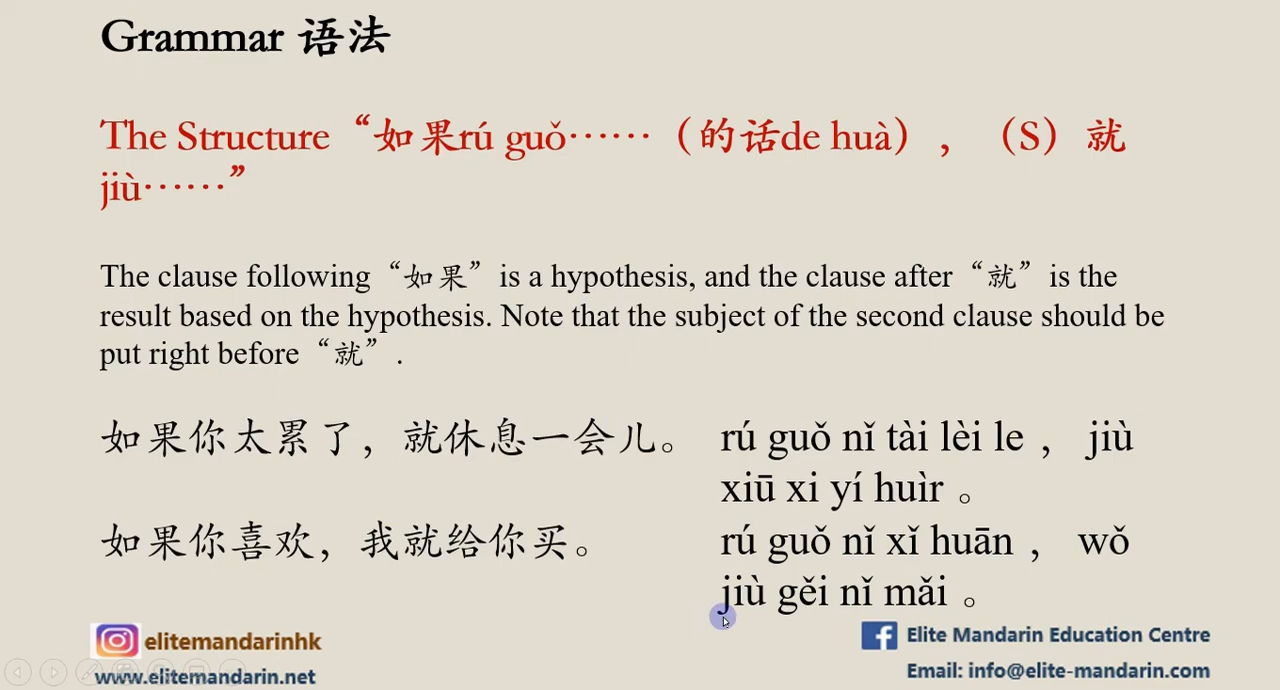 Grammar 语法
The Structure“如果rú guǒ······（的话de huà），（S）就
jiù······”
The clause following“如果”is a hypothesis, and the clause after“就”is the
result based on the hypothesis. Note that the subject of the second clause should be
put right before“就”.
如果你太累了，就休息一会儿。
rú guǒ nǐ tài lèi le， jiù
xiū xi yí huìr 。
如果你喜欢，我就给你买。
rú guǒ nǐ xǐ huān， wǒ
jiù gěi nǐ mǎi 。
elitemandarinhk
www.elitemandarin.net
Elite Mandarin Education Centre
Email: info@elite-mandarin.com